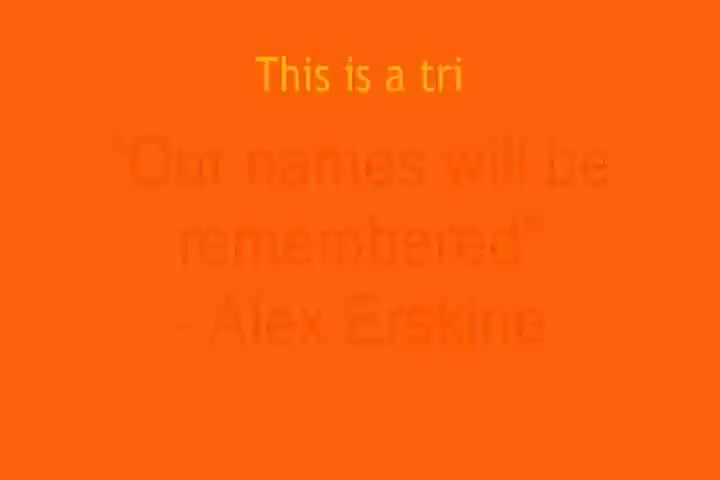 This is a tri
"Our names will be
remembered"
- Alex Erskine